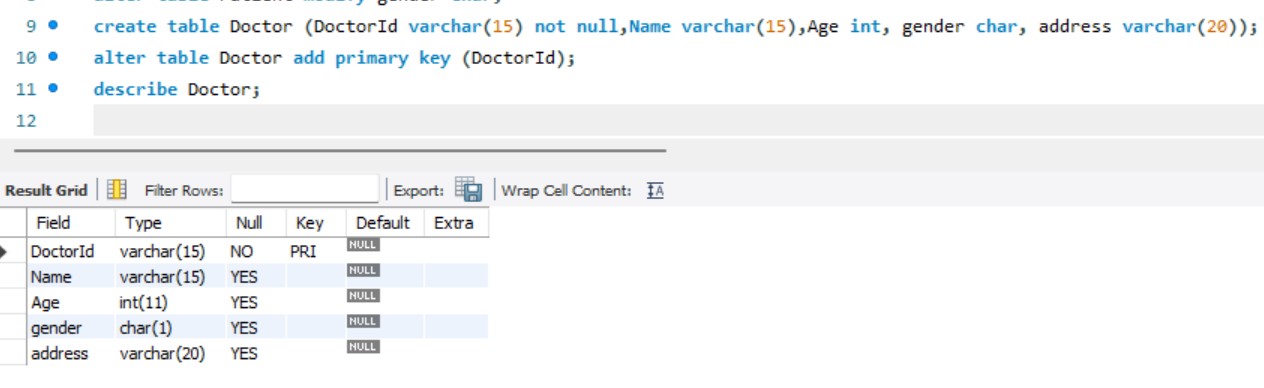 9 create table Doctor (DoctorId varchar(15) not null,Name varchar(15),Age int, gender char, address varchar(20));
10 alter table Doctor add primary key (DoctorId);
11 describe Doctor;
12
Result Grid Filter Rows: Export: Wrap Cell Content: IA
Field Type Null Key Default Extra
DoctorId varchar(15) NO PRI NULL
Name varchar(15) YES NULL
Age int(11) YES NULL
gender char(1) YES NULL
address varchar(20) YES NULL